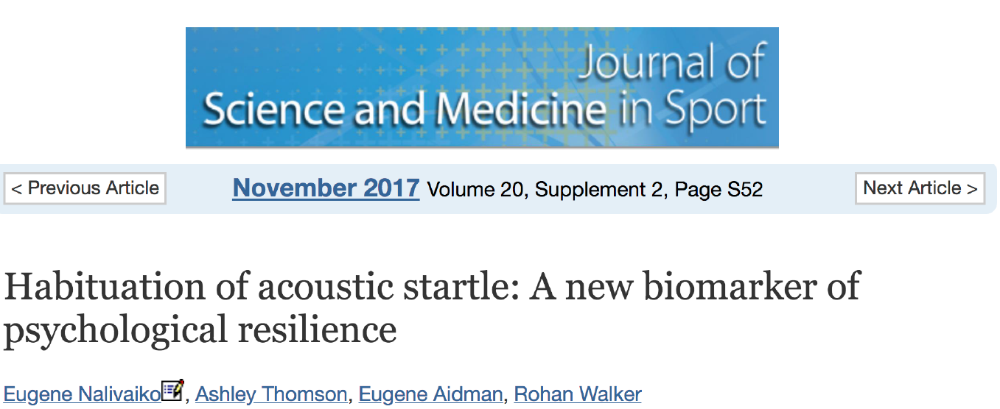 Journal of
Science and Medicine in Sport
< Previous Article
November 2017 Volume 20, Supplement 2, Page S52
Next Article >
Habituation of acoustic startle: A new biomarker of
psychological resilience
Eugene Nalivaiko, Ashley Thomson, Eugene Aidman, Rohan Walker